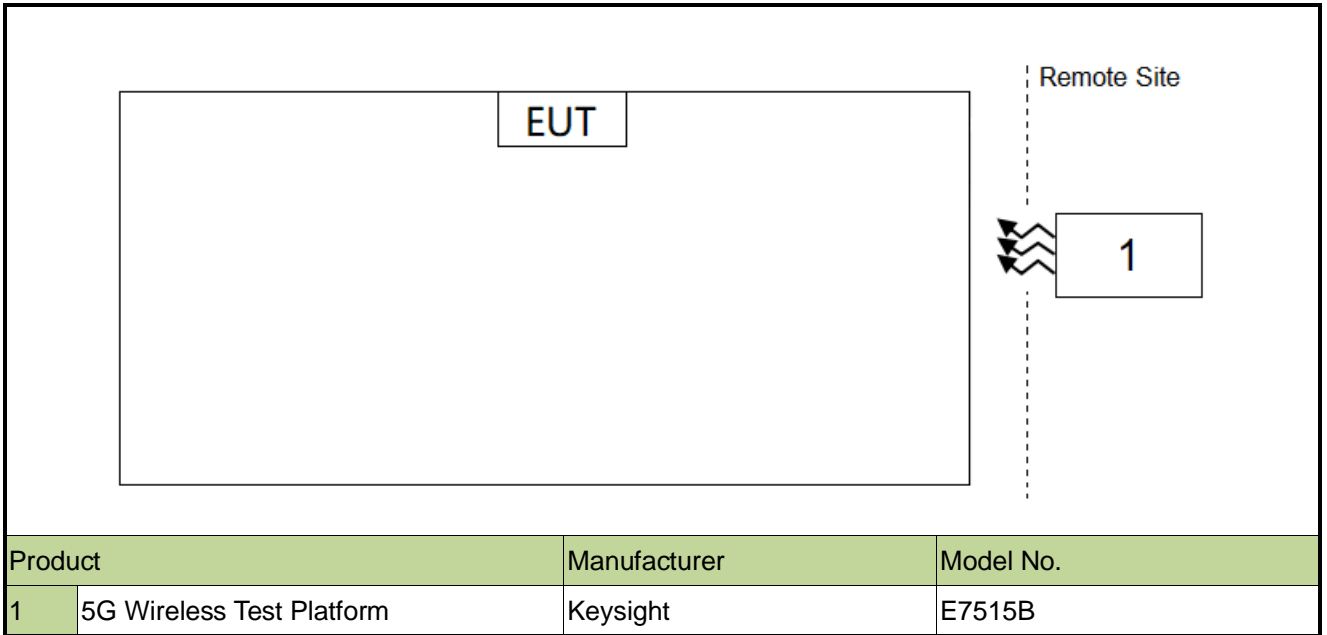 Remote Site
EUT
1
Product Manufacturer Model No.
1 5G Wireless Test Platform Keysight E7515B